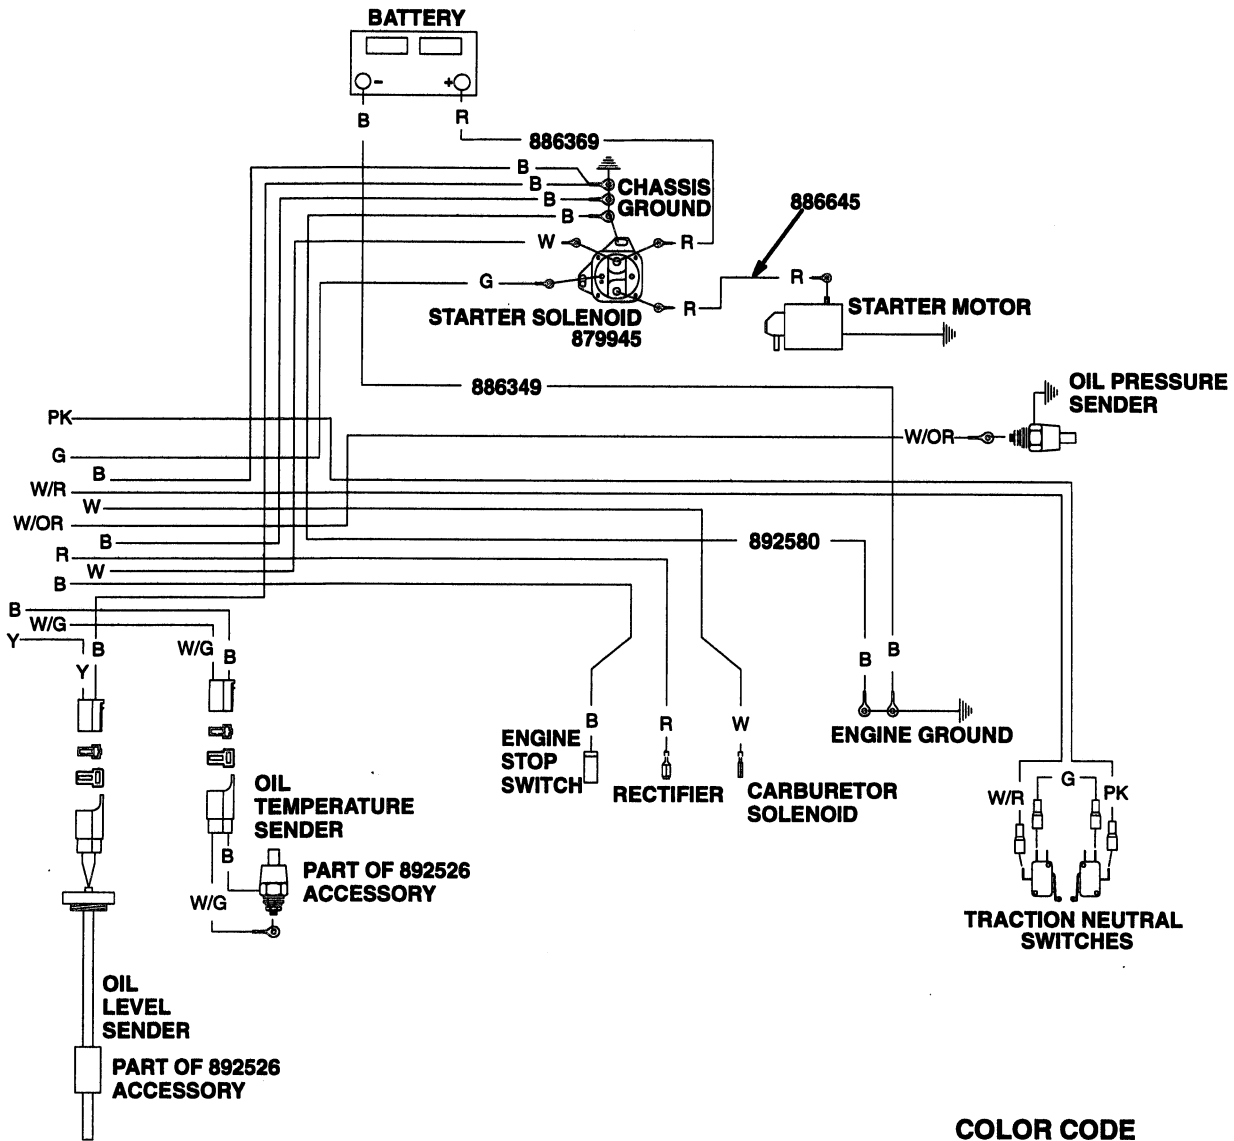 BATTERY
- +
B R
886369
B
B CHASSIS
B GROUND
B
886645
W R
G R
R
STARTER SOLENOID
879945
STARTER MOTOR
886349
OIL PRESSURE
SENDER
PK
W/OR
G
B
W/R
W
W/OR
B
892580
R
W
B
B
W/G
Y
W/G B
B
Y
B B
B R W
ENGINE
STOP
SWITCH
RECTIFIER
CARBURETOR
SOLENOID
ENGINE GROUND
G
W/R PK
OIL
TEMPERATURE
SENDER
B
PART OF 892526
ACCESSORY
W/G
TRACTION NEUTRAL
SWITCHES
OIL
LEVEL
SENDER
PART OF 892526
ACCESSORY
COLOR CODE